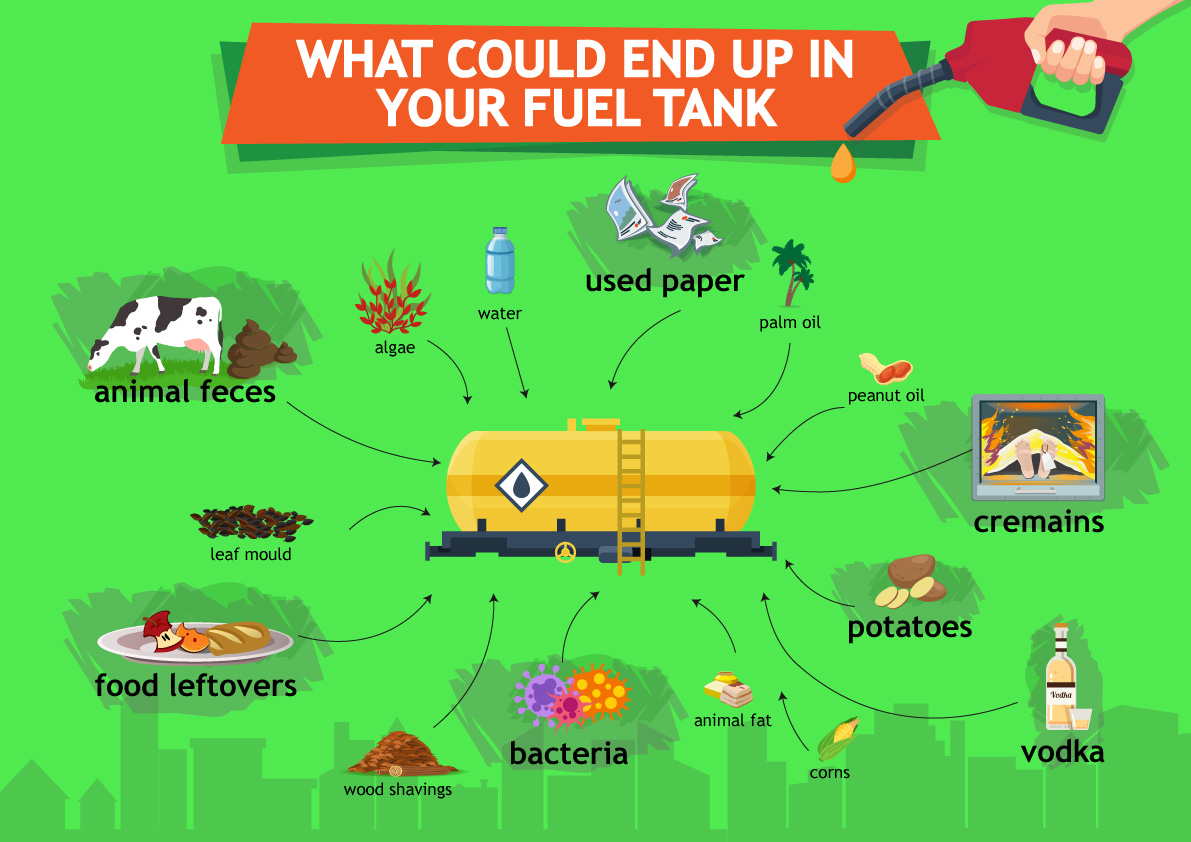 WHAT COULD END UP IN
YOUR FUEL TANK
used paper
water
palm oil
algae
animal feces
peanut oil
cremains
leaf mould
potatoes
food leftovers
Vodka
animal fat
bacteria
vodka
corns
wood shavings